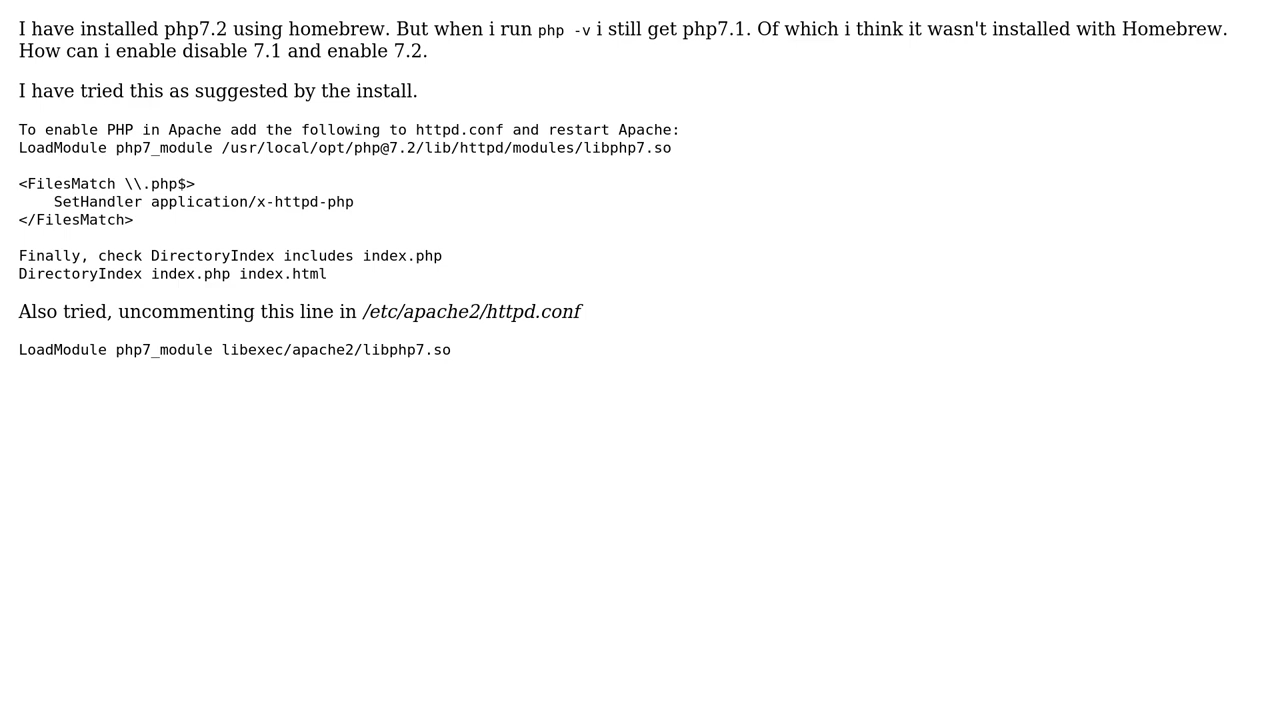 I have installed php7.2 using homebrew. But when i run php -v i still get php7.1. Of which i think it wasn't installed with Homebrew.
How can i enable disable 7.1 and enable 7.2.
I have tried this as suggested by the install.
To enable PHP in Apache add the following to httpd.conf and restart Apache:
LoadModule php7_module /usr/local/opt/php@7.2/lib/httpd/modules/libphp7.so
<FilesMatch \\.php$>
    SetHandler application/x-httpd-php
</FilesMatch>
Finally, check DirectoryIndex includes index.php
DirectoryIndex index.php index.html
Also tried, uncommenting this line in /etc/apache2/httpd.conf
LoadModule php7_module libexec/apache2/libphp7.so